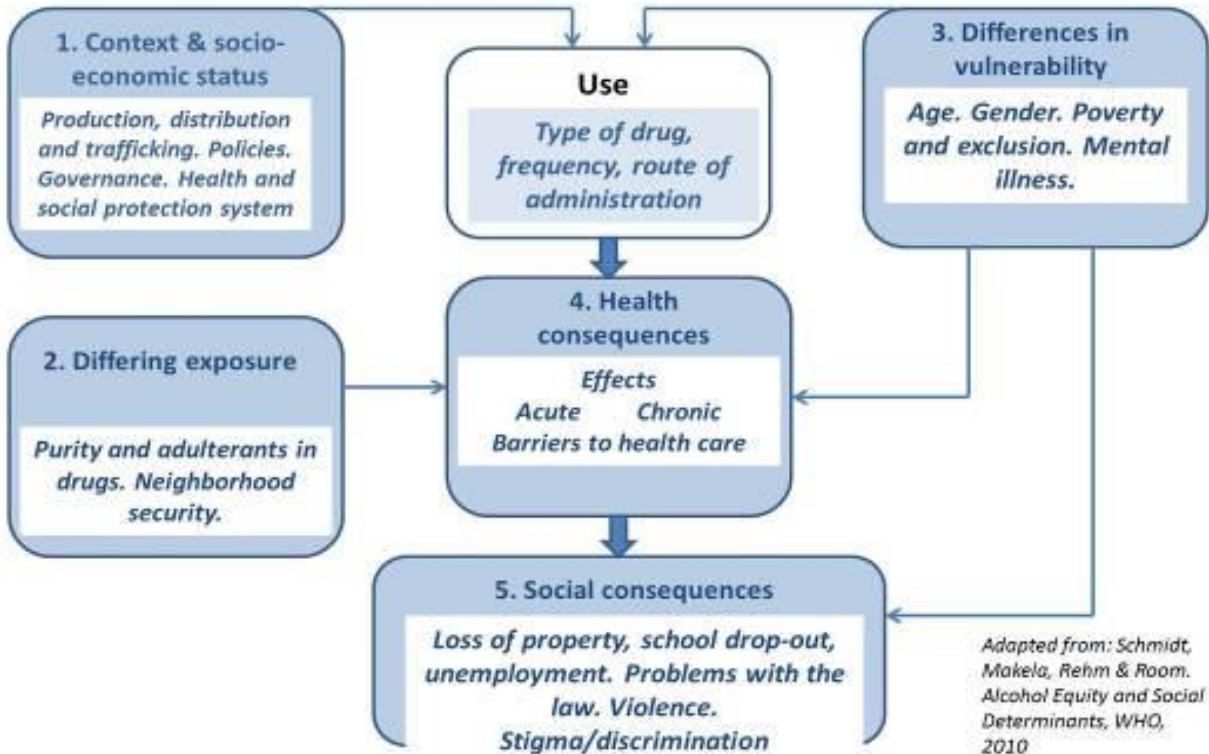 1. Context & socio-
economic status
Production, distribution
and trafficking. Policies.
Governance. Health and
social protection system
Use
Type of drug,
frequency, route of
administration
3. Differences in
vulnerability
Age. Gender. Poverty
and exclusion. Mental
illness.
2. Differing exposure
Purity and adulterants in
drugs. Neighborhood
security.
4. Health
consequences
Effects
Acute Chronic
Barriers to health care
5. Social consequences
Loss of property, school drop-out,
unemployment. Problems with the
law. Violence.
Stigma/discrimination
Adapted from: Schmidt,
Makela, Rehm & Room.
Alcohol Equity and Social
Determinants, WHO,
2010